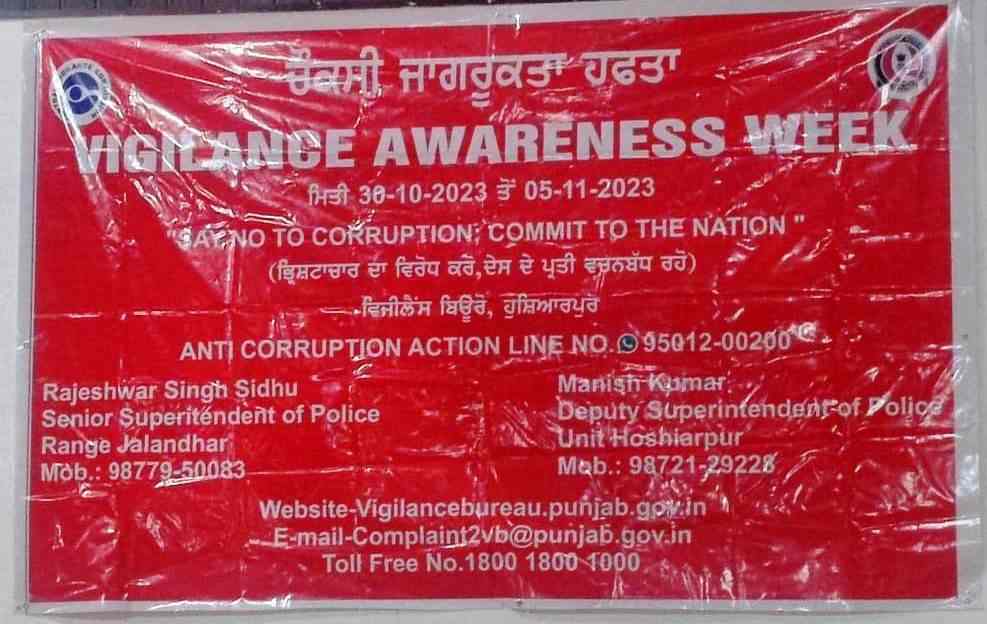 ਚੌਕਸੀ ਜਾਗਰੂਕਤਾ ਹਫਤਾ
VIGILANCE AWARENESS WEEK
ਮਿਤੀ 30-10-2023 ਤੋਂ 05-11-2023
"SAY NO TO CORRUPTION; COMMIT TO THE NATION "
(ਭ੍ਰਿਸ਼ਟਾਚਾਰ ਦਾ ਵਿਰੋਧ ਕਰੋ,ਦੇਸ ਦੇ ਪ੍ਰਤੀ ਵਚਨਬੱਧ ਰਹੋ)
ਵਿਜੀਲੈਂਸ ਬਿਊਰੋ, ਹੁਸ਼ਿਆਰਪੁਰ
ANTI CORRUPTION ACTION LINE NO. 95012-00200
Rajeshwar Singh Sidhu
Senior Superitendent of Police
Range Jalandhar
Mob.: 98779-50083
Manish Kumar
Deputy Superintendent of Police
Unit Hoshiarpur
Mob.: 98721-29228
Website-Vigilancebureau.punjab.gov.in
E-mail-Complaint2vb@punjab.gov.in
Toll Free No.1800 1800 1000